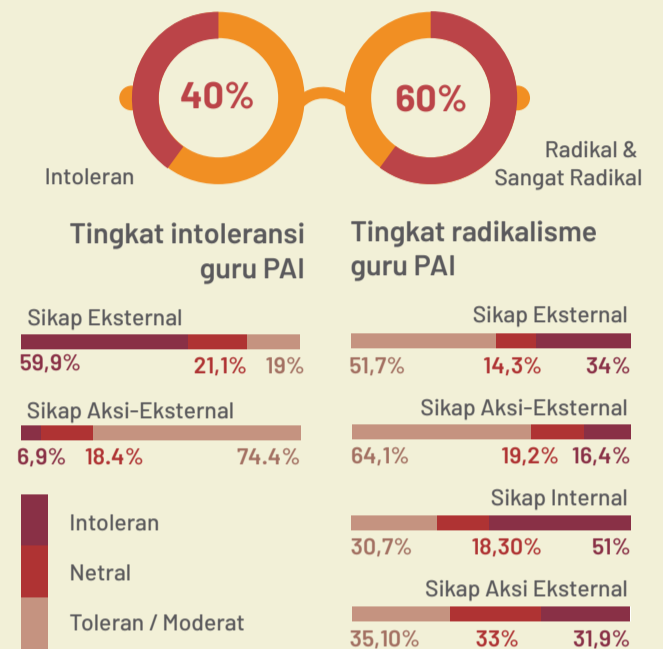 40%
60%
Intoleran
Radikal &
Sangat Radikal
Tingkat intoleransi
guru PAI
Sikap Eksternal
59,9% 21,1% 19%
Sikap Aksi-Eksternal
6,9% 18.4% 74.4%
Intoleran
Netral
Toleran / Moderat
Tingkat radikalisme
guru PAI
Sikap Eksternal
51,7% 14,3% 34%
Sikap Aksi-Eksternal
64,1% 19,2% 16,4%
Sikap Internal
30,7% 18,30% 51%
Sikap Aksi Eksternal
35,10% 33% 31,9%